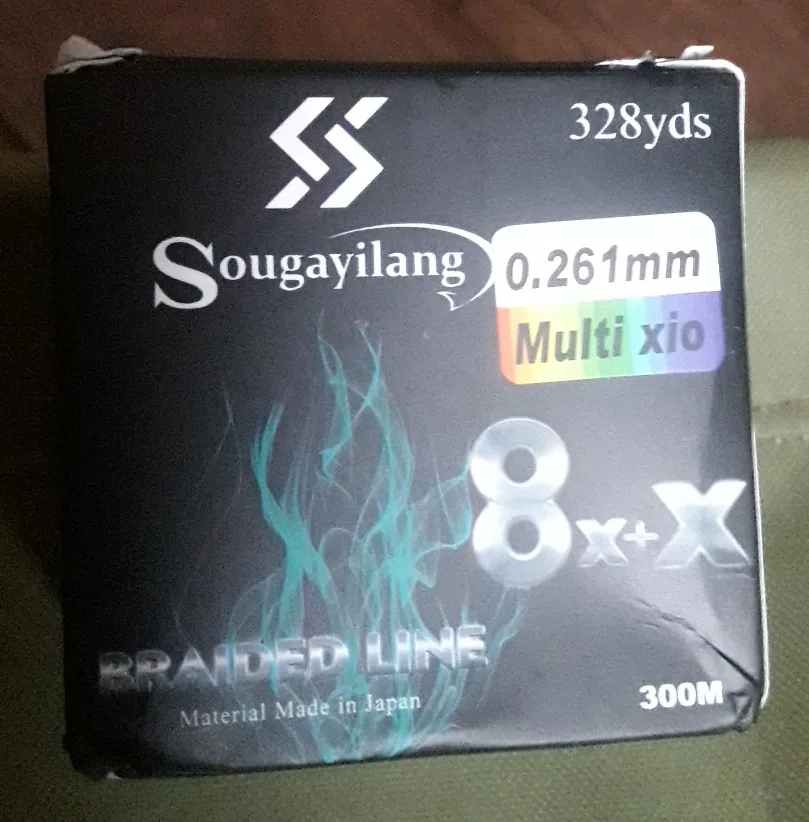 328yds
Sougayilang
0.261mm
Multi xio
8x+X
BRAIDED LINE
Material Made in Japan
300M